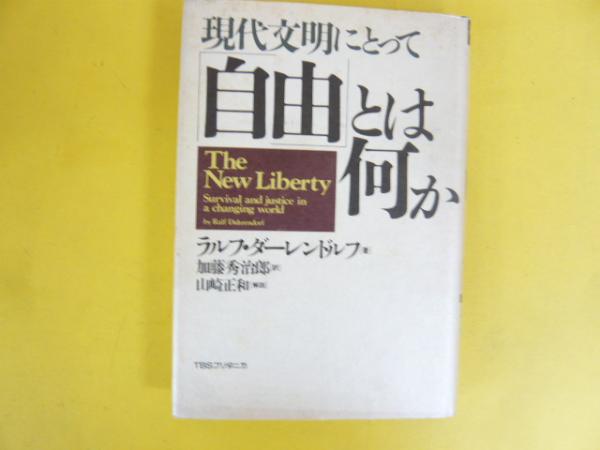 現代文明にとって
「自由」とは
何か
The
New Liberty
Survival and justice in
a changing world
by Ralf Dahrendorf
ラルフ・ダーレンドルフ 著
加藤秀治郎 [訳]
山崎正和 [解説]
TBSブリタニカ